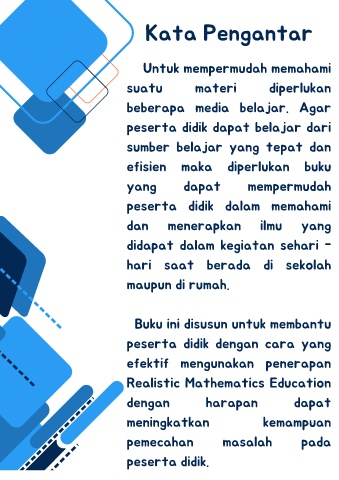 Kata Pengantar
Untuk mempermudah memahami
suatu materi diperlukan
beberapa media belajar. Agar
peserta didik dapat belajar dari
sumber belajar yang tepat dan
efisien maka diperlukan buku
yang dapat mempermudah
peserta didik dalam memahami
dan menerapkan ilmu yang
didapat dalam kegiatan sehari -
hari saat berada di sekolah
maupun di rumah.
Buku ini disusun untuk membantu
peserta didik dengan cara yang
efektif mengunakan penerapan
Realistic Mathematics Education
dengan harapan dapat
meningkatkan kemampuan
pemecahan masalah pada
peserta didik.